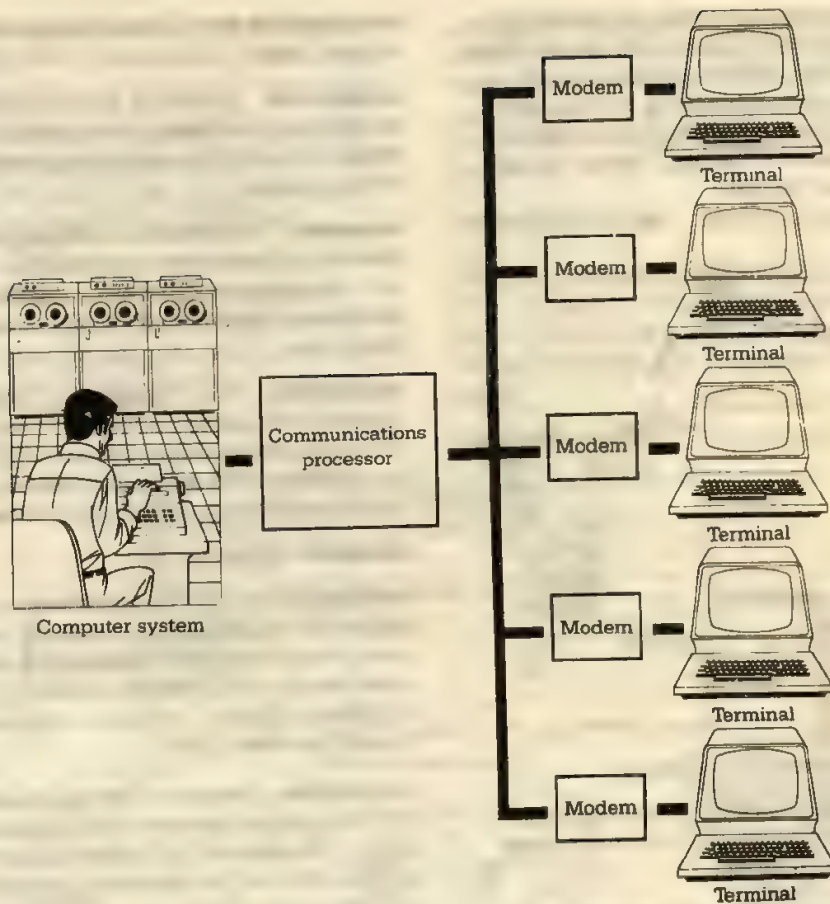 Modem
Terminal
Modem
Terminal
Communications
processor
Modem
Terminal
Computer system
Modem
Terminal
Modem
Terminal